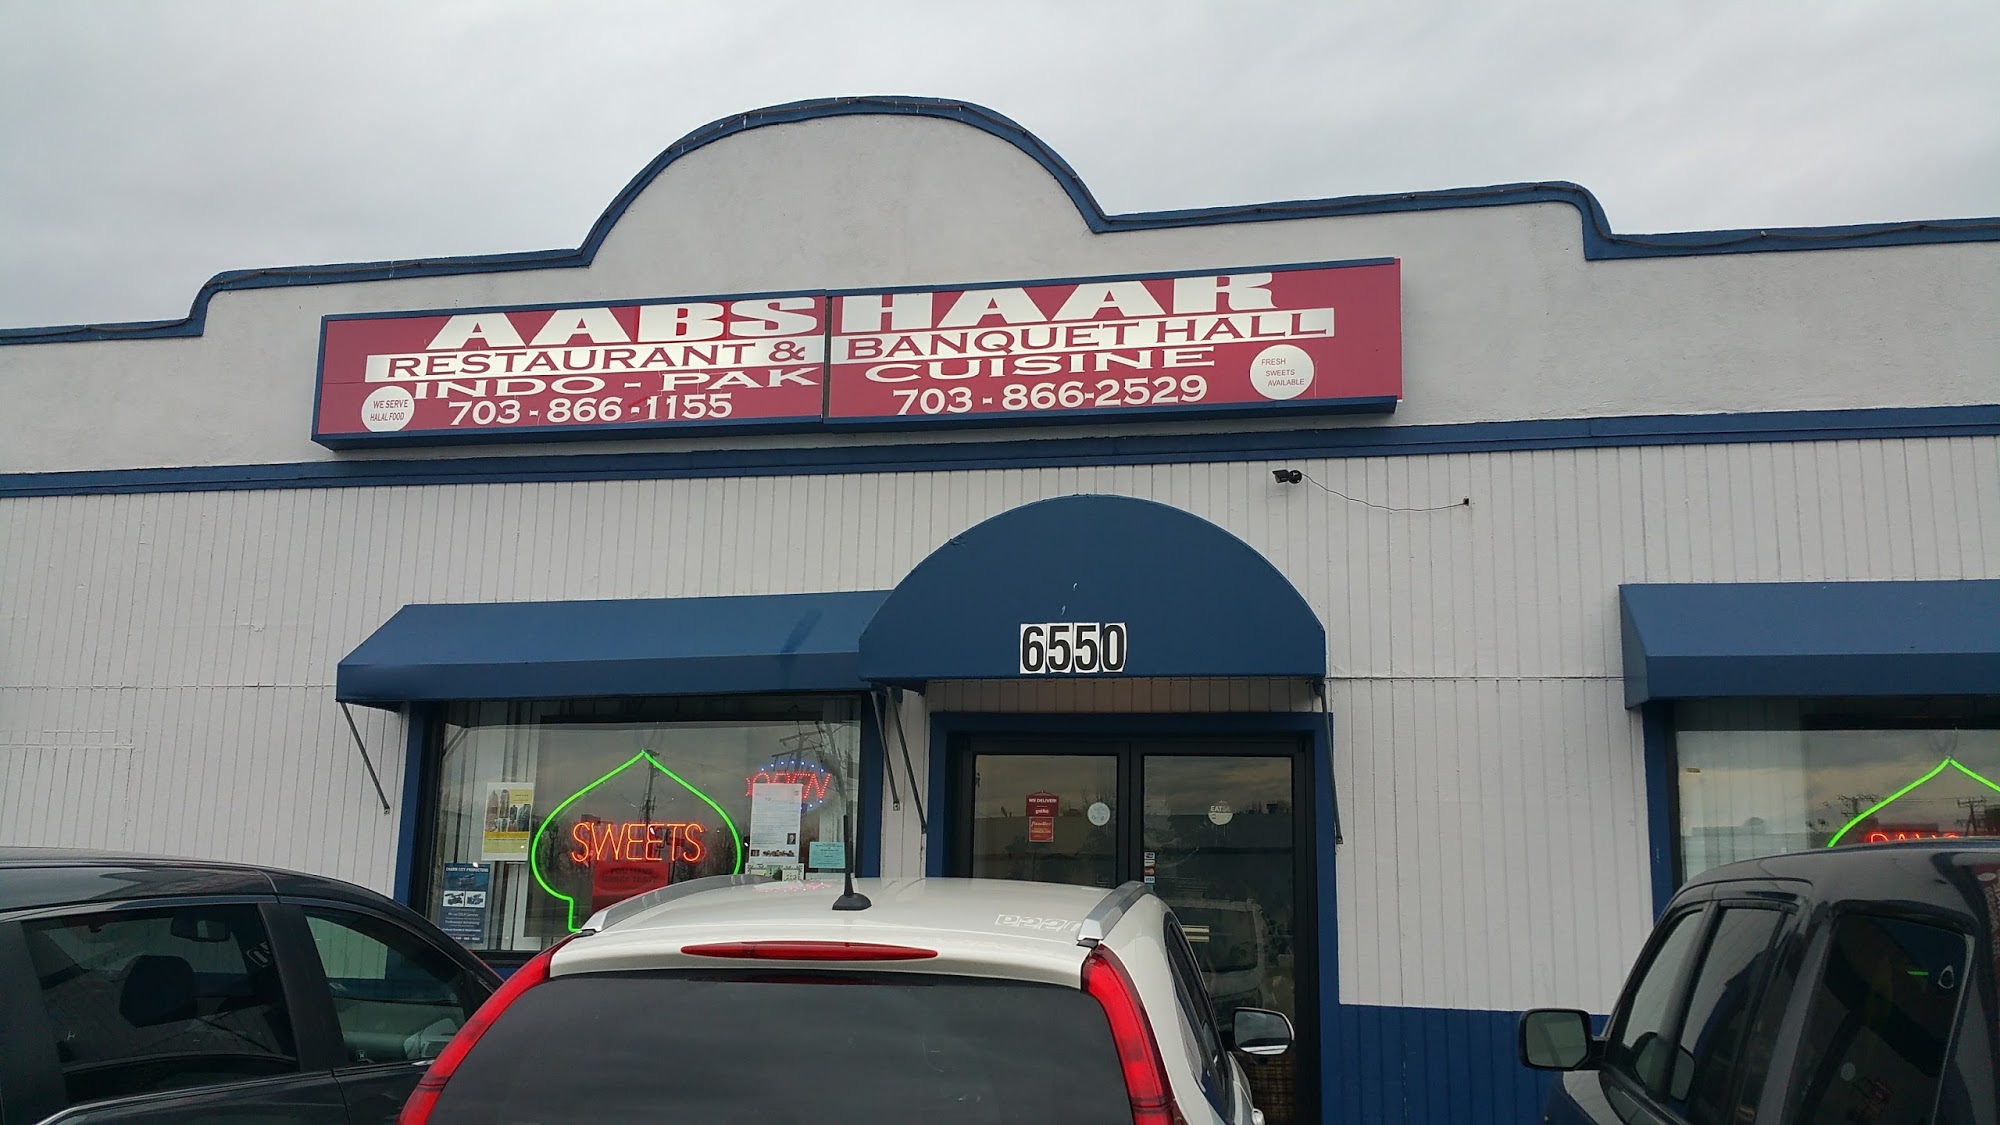 AABSHAAR
RESTAURANT & BANQUET HALL
INDO - PAK CUISINE
703 - 866 - 1155 703 - 866-2529
WE SERVE
HALAL FOOD
FRESH
SWEETS
AVAILABLE
6550
OPEN
SWEETS
WE DELIVER
EAT24